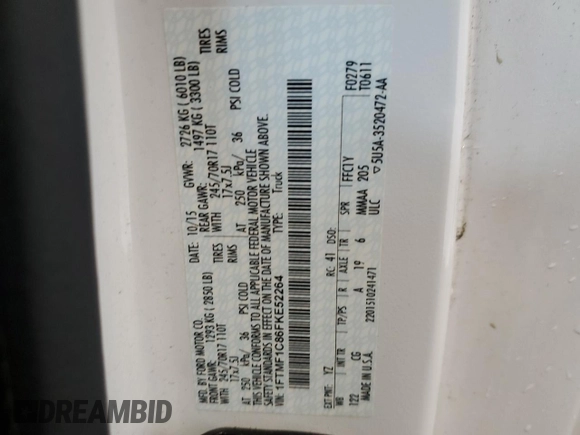 MFD. BY FORD MOTOR CO.
DATE: 10/15 GVWR: 2726 KG ( 6010 LB)
FRONT GAWR: 1293 KG ( 2850 LB) REAR GAWR: 1497 KG ( 3300 LB)
WITH 245/70R17 110T TIRES WITH 245/70R17 110T TIRES
17x7.5J RIMS 17x7.5J RIMS
AT 250 kPa/ 36 PSI COLD AT 250 kPa/ 36 PSI COLD
THIS VEHICLE CONFORMS TO ALL APPLICABLE FEDERAL MOTOR VEHICLE
SAFETY STANDARDS IN EFFECT ON THE DATE OF MANUFACTURE SHOWN ABOVE.
VIN: 1FTMF1C86FKE52264 TYPE: Truck
F0279
T0611
EXT PNT: YZ RC: 41 DSO: FFC1Y
WB INT TR TP/PS R AXLE TR SPR
122 CG A 19 6 MMAA 205
2201510241471 ULC
MADE IN U.S.A. ▽5U5A-3520472-AA
DREAMBID